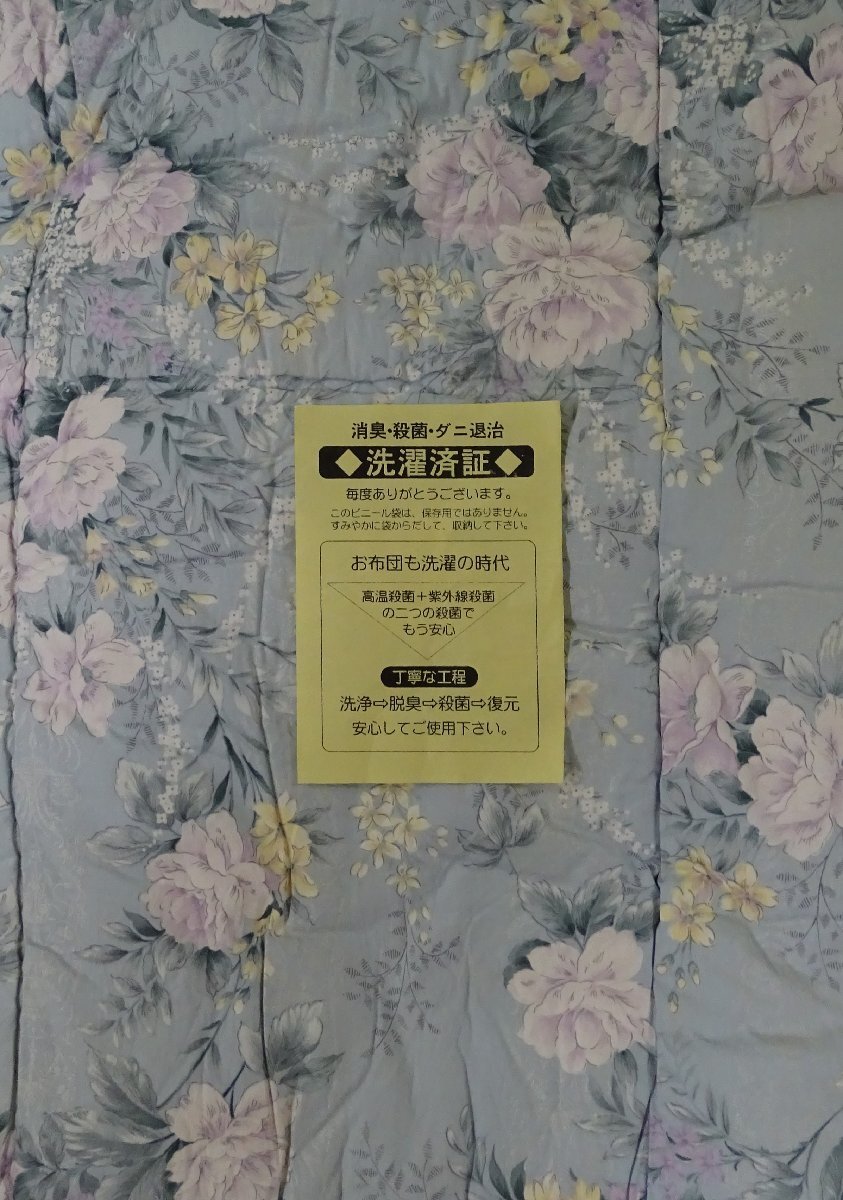 消臭・殺菌・ダニ退治
◆洗濯済証◆
毎度ありがとうございます。
このビニール袋は、保存用ではありません。
すみやかに袋からだして、収納して下さい。
お布団も洗濯の時代
高温殺菌＋紫外線殺菌
の二つの殺菌で
もう安心
丁寧な工程
洗浄⇨脱臭⇨殺菌⇨復元
安心してご使用下さい。